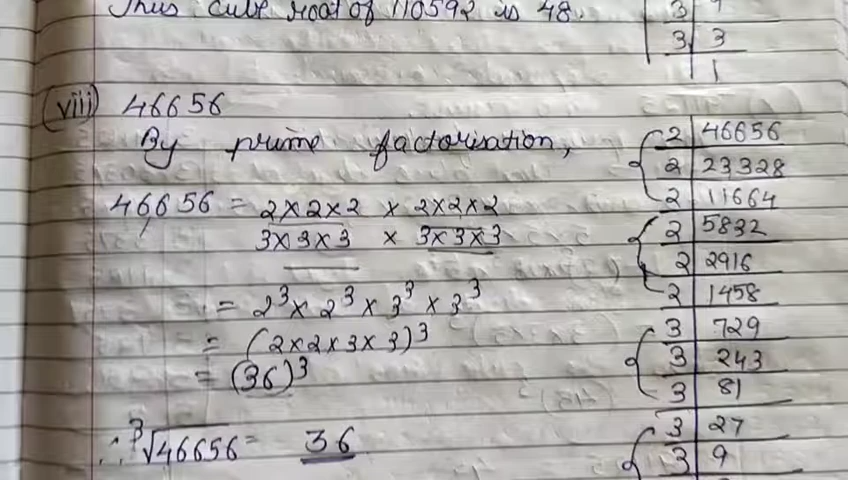 Thus cube root of 110592 is 48.
3 9
3 3
1
(viii) 46656
By prime factorisation,
46656 = 2×2×2 × 2×2×2
3×3×3 × 3×3×3
= 2³ × 2³ × 3³ × 3³
= (2×2×3×3)³
= (36)³
∴ ³√46656 = 36
2 46656
2 23328
2 11664
2 5832
2 2916
2 1458
3 729
3 243
3 81
3 27
3 9